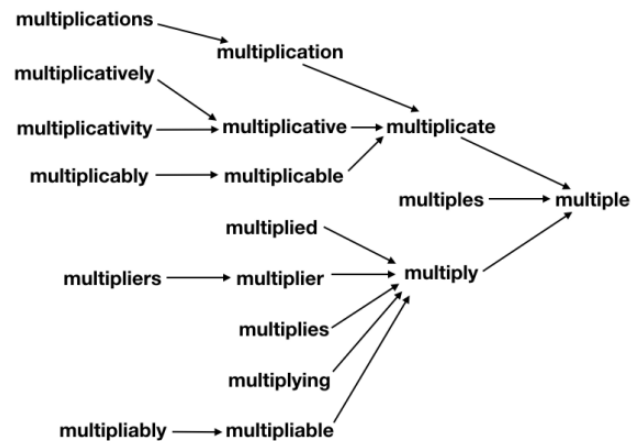 multiplications
multiplication
multiplicatively
multiplicativity
multiplicative
multiplicate
multiplicably
multiplicable
multiples
multiple
multiplied
multipliers
multiplier
multiply
multiplies
multiplying
multipliably
multipliable